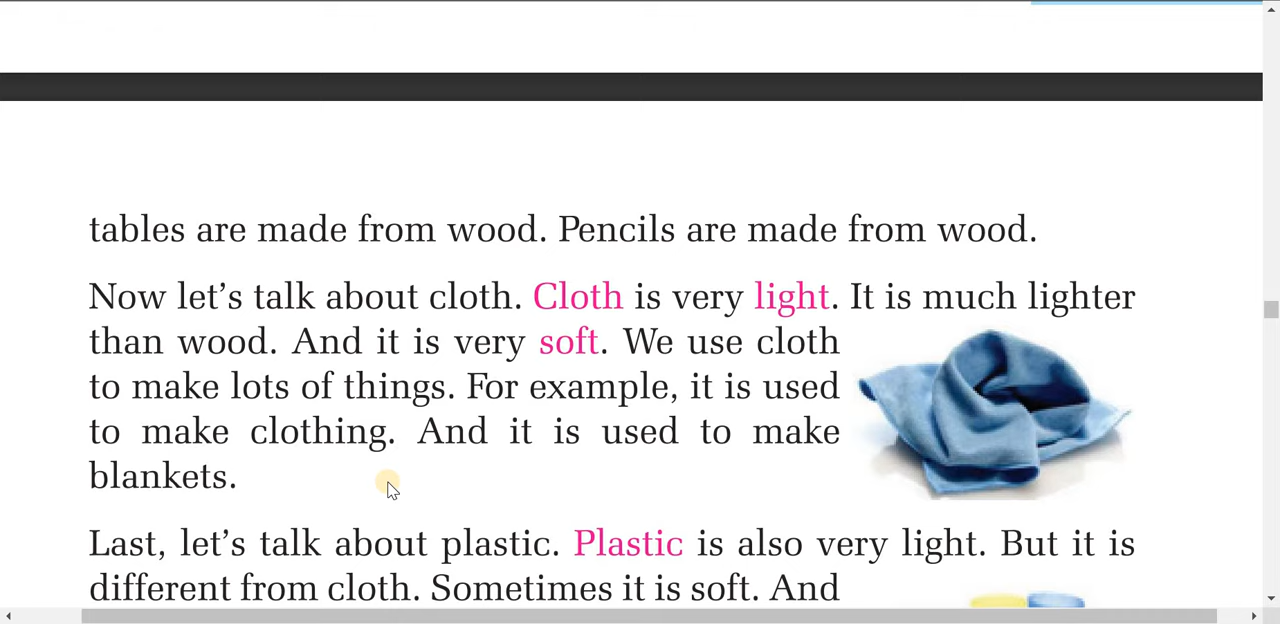 tables are made from wood. Pencils are made from wood.
Now let’s talk about cloth. Cloth is very light. It is much lighter
than wood. And it is very soft. We use cloth
to make lots of things. For example, it is used
to make clothing. And it is used to make
blankets.
Last, let’s talk about plastic. Plastic is also very light. But it is
different from cloth. Sometimes it is soft. And